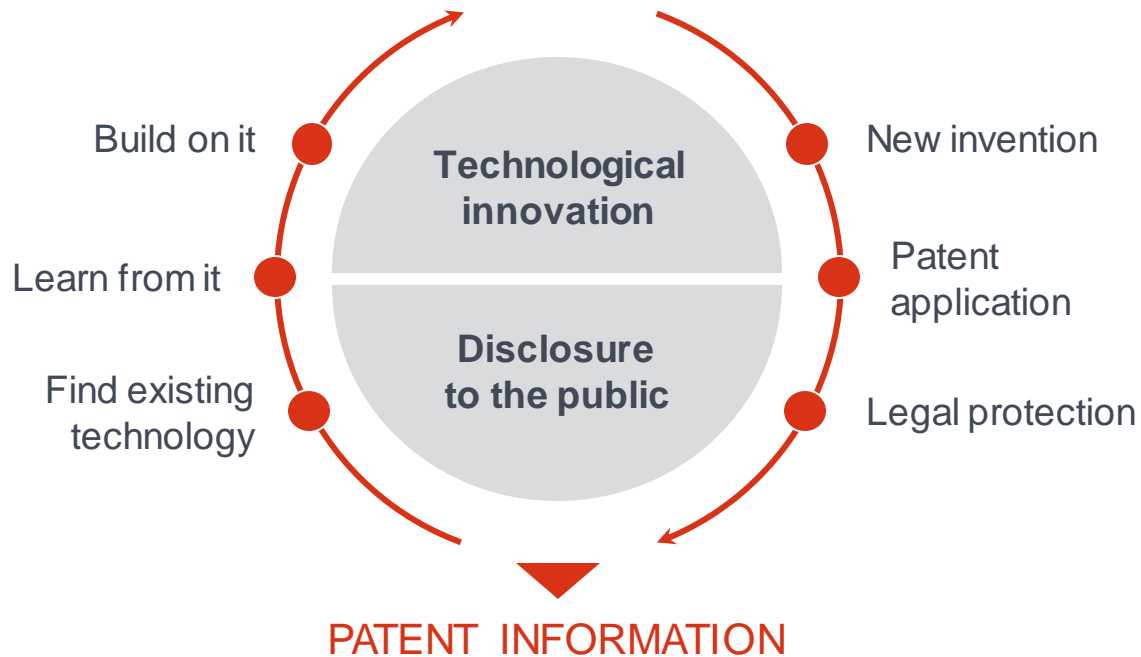 Build on it
New invention
Technological
innovation
Learn from it
Patent
application
Disclosure
to the public
Find existing
technology
Legal protection
PATENT INFORMATION